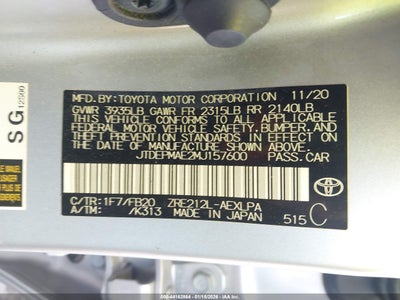 MFD. BY: TOYOTA MOTOR CORPORATION 11/20
GVWR 3935LB GAWR FR 2315LB RR 2140LB
THIS VEHICLE CONFORMS TO ALL APPLICABLE
FEDERAL MOTOR VEHICLE SAFETY, BUMPER, AND
THEFT PREVENTION STANDARDS IN EFFECT ON
THE DATE OF MANUFACTURE SHOWN ABOVE.
JTDEPMAE2MJ157600 PASS.CAR
C/TR: 1F7/FB20 ZRE212L-AEXLPA
A/TM: /K313 MADE IN JAPAN 515 C
TOYOTA
SG 12500